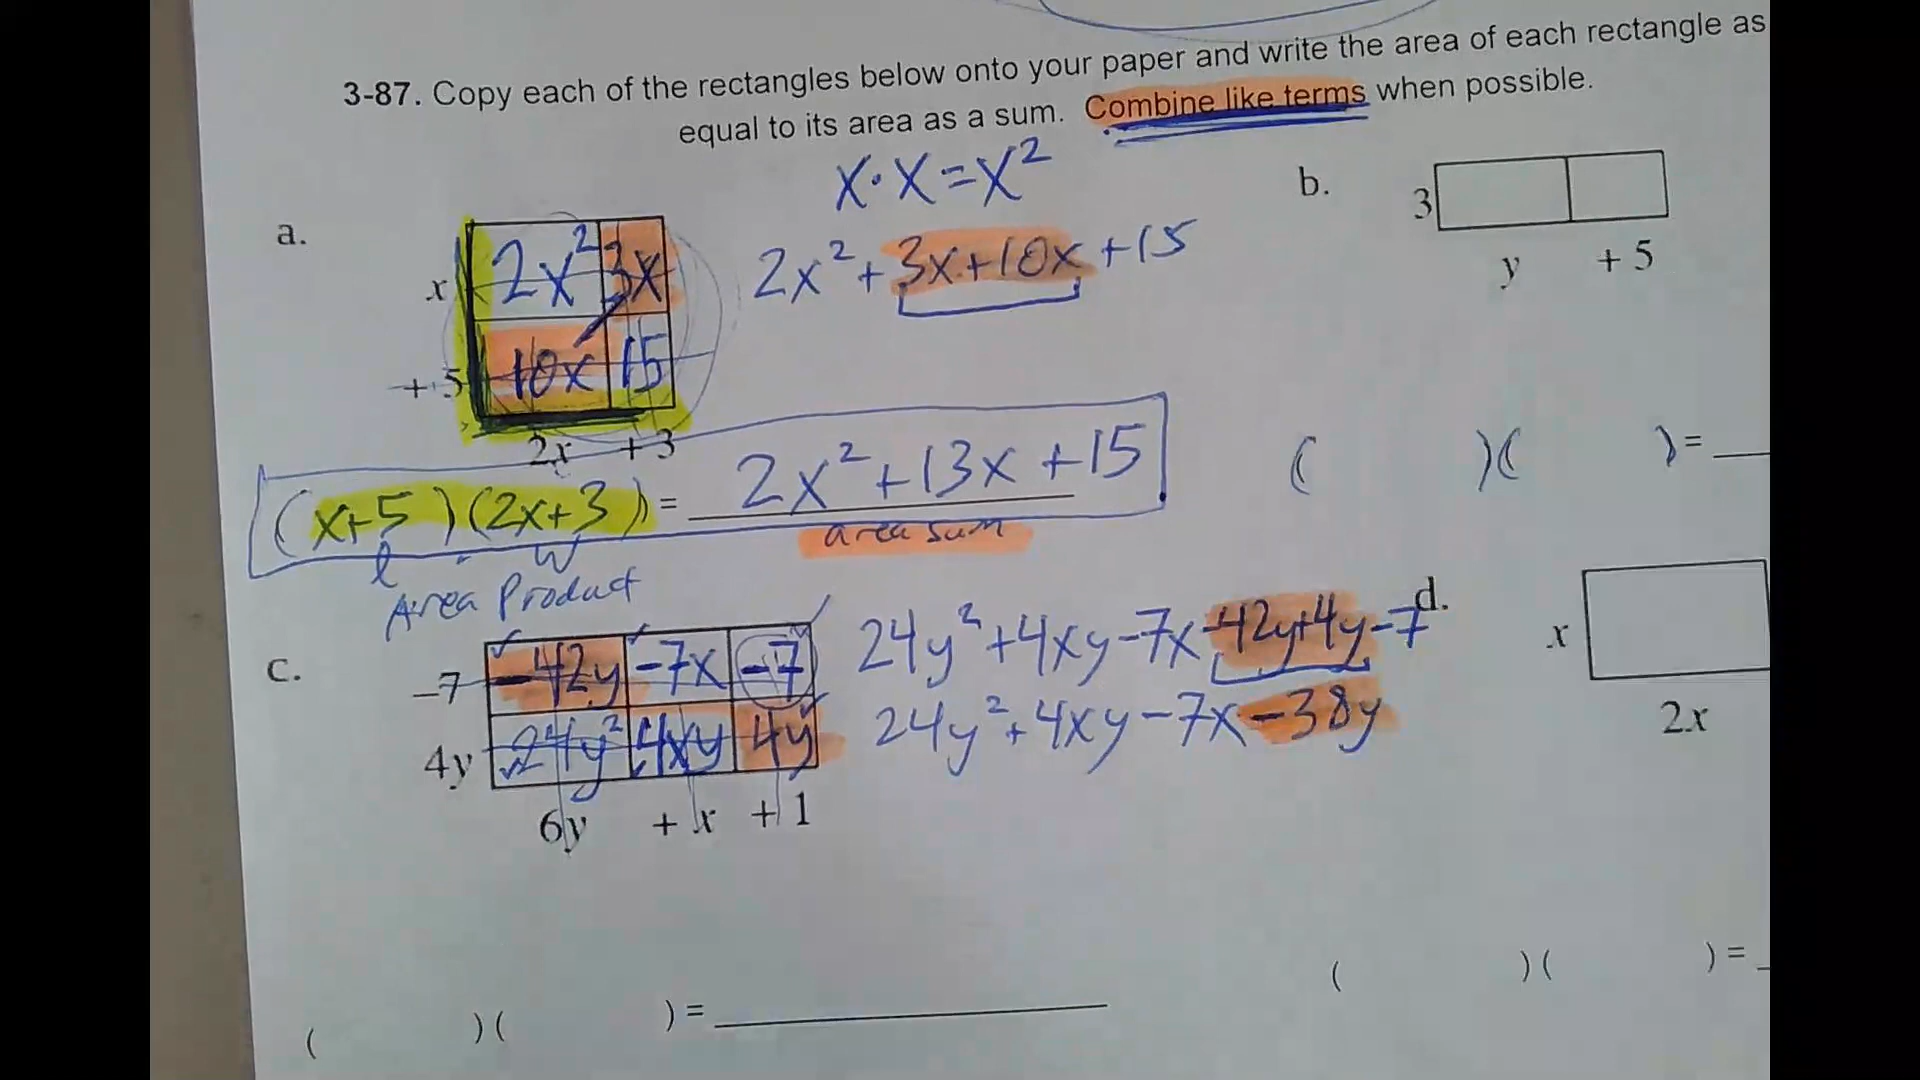 3-87. Copy each of the rectangles below onto your paper and write the area of each rectangle as
equal to its area as a sum. Combine like terms when possible.
x·x=x²
a.
2x² 3x
x
10x 15
+ 5
2x + 3
2x²+3x+10x+15
(x+5)(2x+3)= 2x²+13x+15
l w
area sum
Area Product
b.
3
y + 5
( )( )=
c.
-42y -7x -7
–7
24y² 4xy 4y
4y
6y + x + 1
24y²+4xy-7x-42y+4y-7
24y²+4xy-7x-38y
( )( )=
d.
x
2x
( )( )=